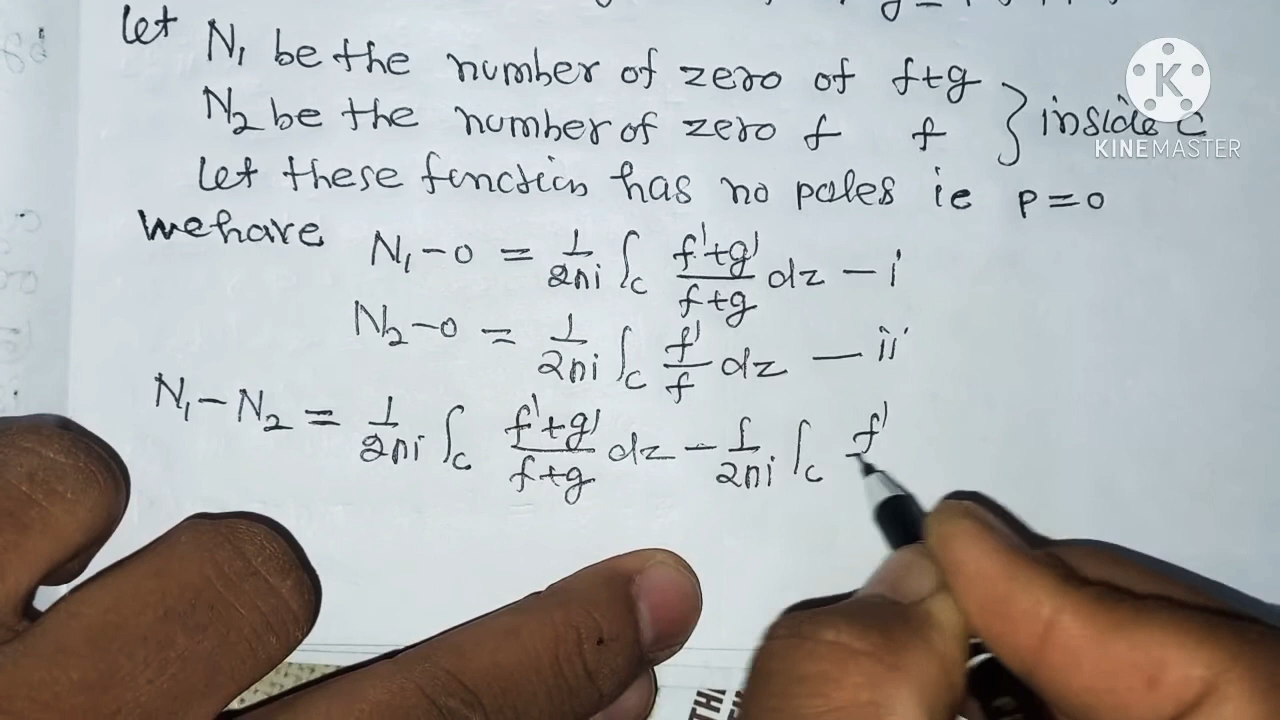 let N₁ be the number of zero of f+g
N₂ be the number of zero f f } inside C
K
KINEMASTER
Let these function has no poles ie P=0
We have N₁-0 = 1/2πi ∫c f'+g'/f+g dz - i
N₂-0 = 1/2πi ∫c f'/f dz - ii
N₁-N₂ = 1/2πi ∫c f'+g'/f+g dz - 1/2πi ∫c f'